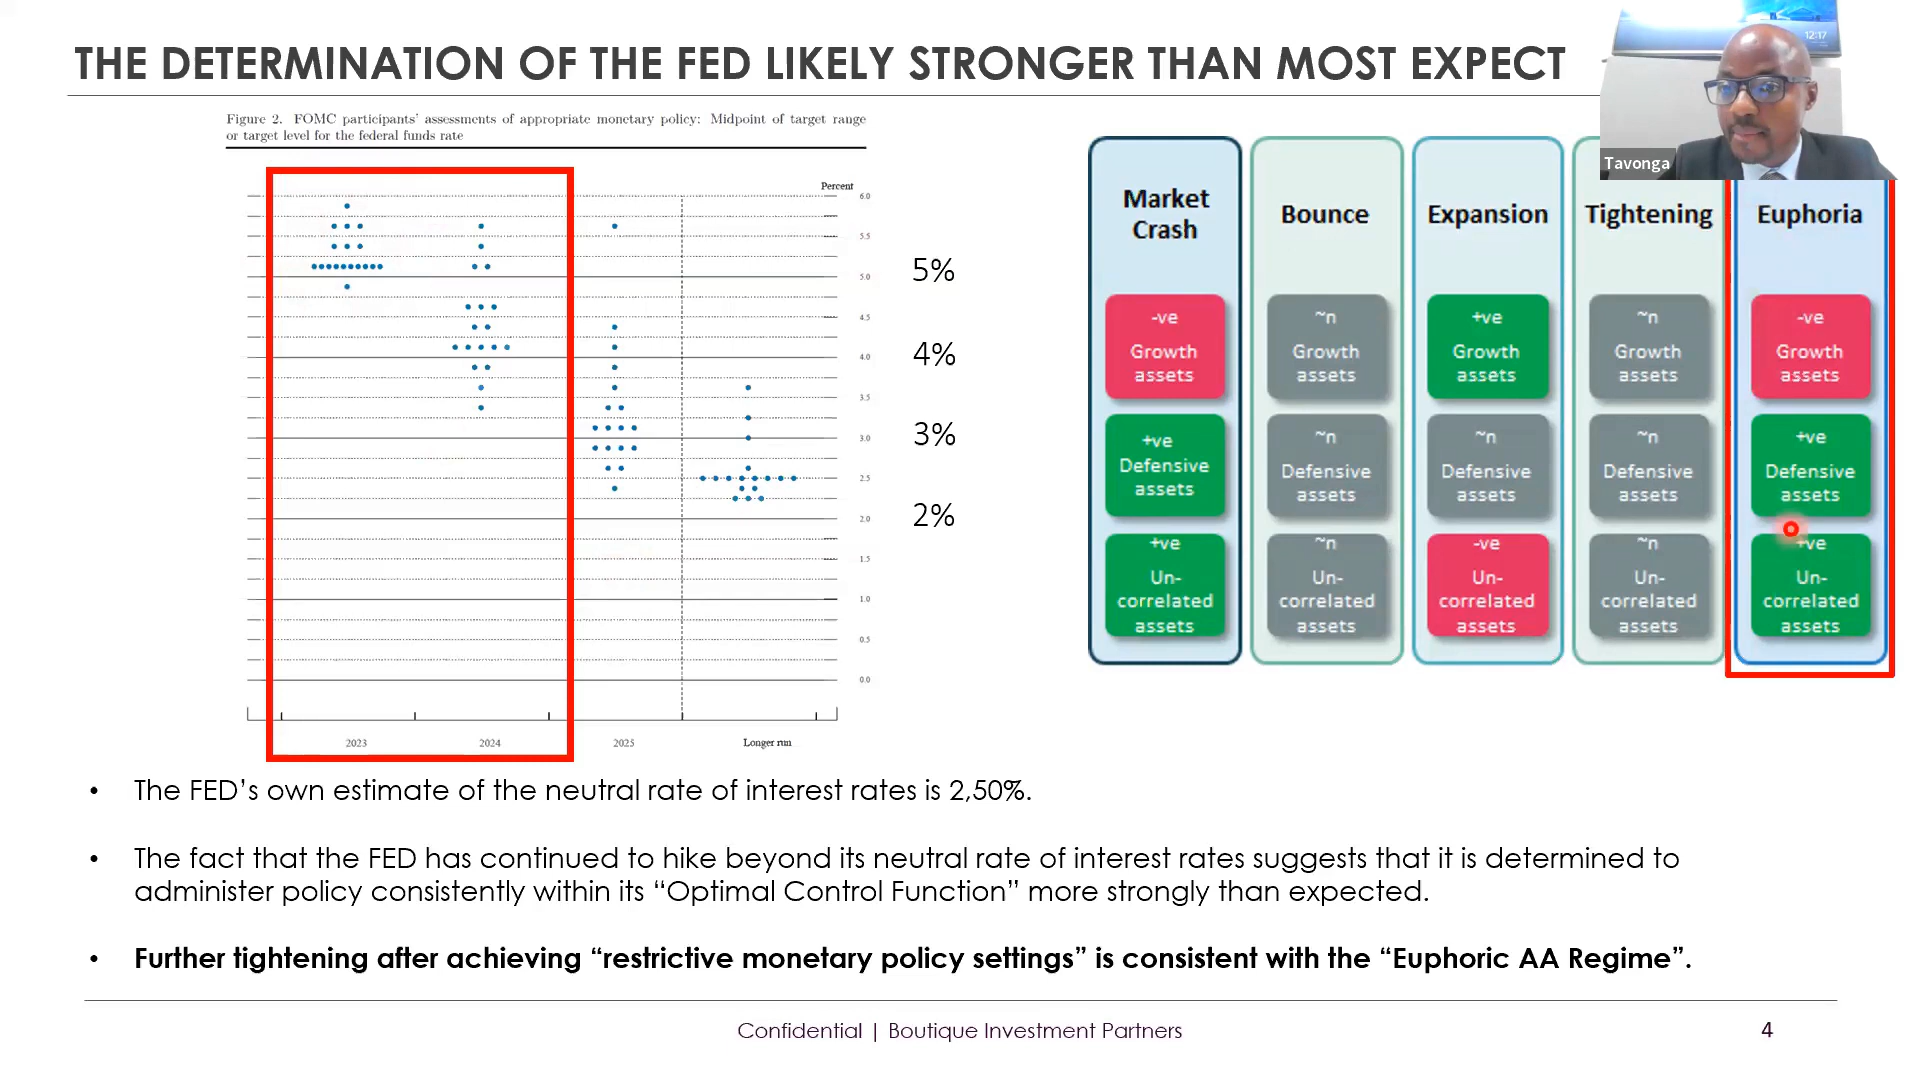 THE DETERMINATION OF THE FED LIKELY STRONGER THAN MOST EXPECT
12:17
Tavonga
Figure 2. FOMC participants' assessments of appropriate monetary policy: Midpoint of target range
or target level for the federal funds rate
Percent
6.0
5.5
5.0
4.5
4.0
3.5
3.0
2.5
2.0
1.5
1.0
0.5
0.0
2023
2024
2025
Longer run
5%
4%
3%
2%
Market
Crash
-ve
Growth
assets
+ve
Defensive
assets
+ve
Un-
correlated
assets
Bounce
~n
Growth
assets
~n
Defensive
assets
~n
Un-
correlated
assets
Expansion
+ve
Growth
assets
~n
Defensive
assets
-ve
Un-
correlated
assets
Tightening
~n
Growth
assets
~n
Defensive
assets
~n
Un-
correlated
assets
Euphoria
-ve
Growth
assets
+ve
Defensive
assets
+ve
Un-
correlated
assets
• The FED’s own estimate of the neutral rate of interest rates is 2,50%.
• The fact that the FED has continued to hike beyond its neutral rate of interest rates suggests that it is determined to
administer policy consistently within its “Optimal Control Function” more strongly than expected.
• Further tightening after achieving “restrictive monetary policy settings” is consistent with the “Euphoric AA Regime”.
Confidential | Boutique Investment Partners
4